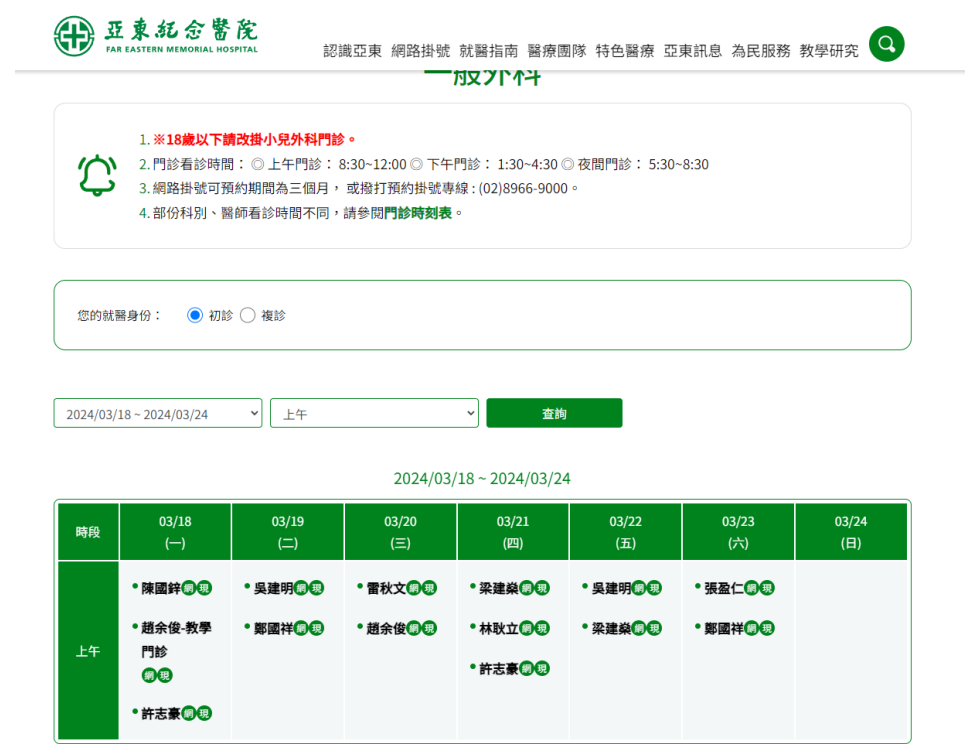 亞東紀念醫院
FAR EASTERN MEMORIAL HOSPITAL
認識亞東 網路掛號 就醫指南 醫療團隊 特色醫療 亞東訊息 為民服務 教學研究
一般外科
1. ※18歲以下請改掛小兒外科門診。
2. 門診看診時間：◎上午門診：8:30~12:00◎下午門診：1:30~4:30◎夜間門診：5:30~8:30
3. 網路掛號可預約期間為三個月，或撥打預約掛號專線 : (02)8966-9000。
4. 部份科別、醫師看診時間不同，請參閱門診時刻表。
您的就醫身份： 初診 複診
2024/03/18 ~ 2024/03/24 上午 查詢
2024/03/18 ~ 2024/03/24
時段 03/18 03/19 03/20 03/21 03/22 03/23 03/24
(一) (二) (三) (四) (五) (六) (日)
上午
• 陳國鋅網現
• 趙余俊-教學
門診
網現
• 許志豪網現
• 吳建明網現
• 鄭國祥網現
• 雷秋文網現
• 趙余俊網現
• 梁建燊網現
• 林耿立網現
• 許志豪網現
• 吳建明網現
• 梁建燊網現
• 張盈仁網現
• 鄭國祥網現